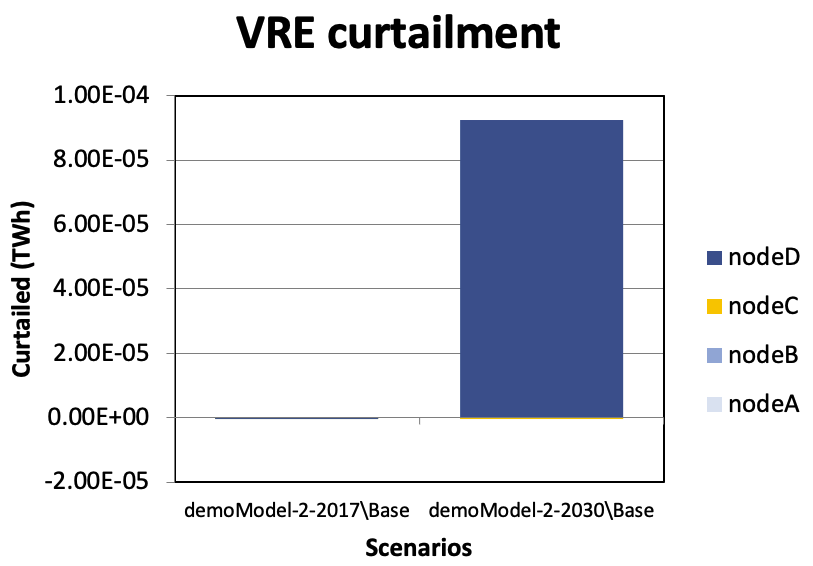 VRE curtailment
1.00E-04
8.00E-05
6.00E-05
4.00E-05
2.00E-05
0.00E+00
-2.00E-05
Curtailed (TWh)
demoModel-2-2017\Base
demoModel-2-2030\Base
Scenarios
nodeD
nodeC
nodeB
nodeA